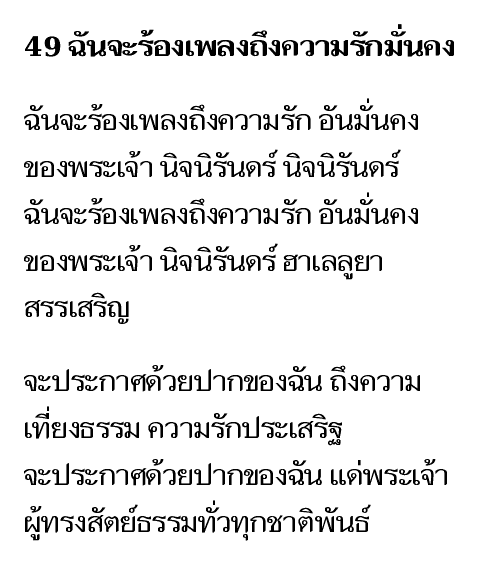 49 ฉันจะร้องเพลงถึงความรักมั่นคง
ฉันจะร้องเพลงถึงความรัก อันมั่นคง
ของพระเจ้า นิจนิรันดร์ นิจนิรันดร์
ฉันจะร้องเพลงถึงความรัก อันมั่นคง
ของพระเจ้า นิจนิรันดร์ ฮาเลลูยา
สรรเสริญ
จะประกาศด้วยปากของฉัน ถึงความ
เที่ยงธรรม ความรักประเสริฐ
จะประกาศด้วยปากของฉัน แด่พระเจ้า
ผู้ทรงสัตย์ธรรมทั่วทุกชาติพันธ์